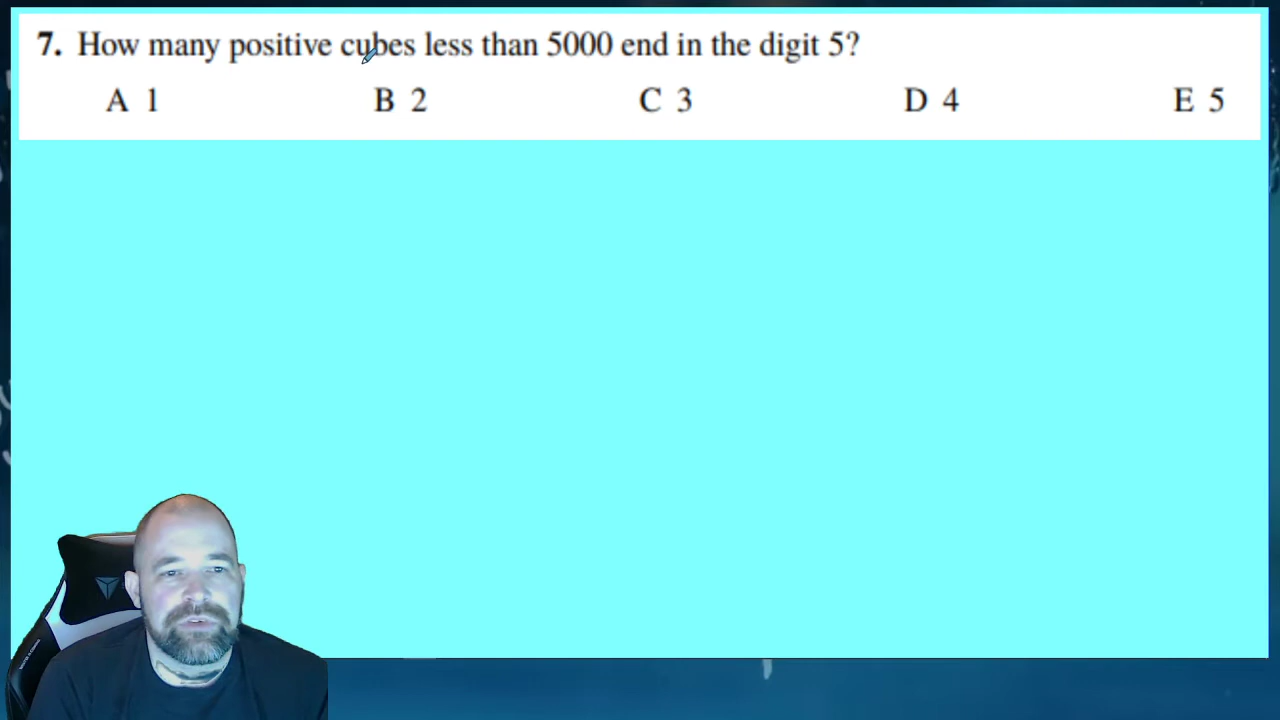 7. How many positive cubes less than 5000 end in the digit 5?
A 1 B 2 C 3 D 4 E 5